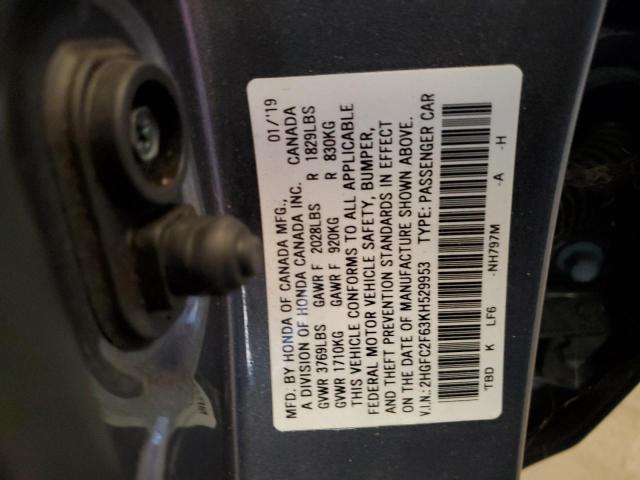 MFD. BY HONDA OF CANADA MFG., 01/'19
A DIVISION OF HONDA CANADA INC. CANADA
GVWR 3769LBS GAWR F 2028LBS R 1829LBS
GVWR 1710KG GAWR F 920KG R 830KG
THIS VEHICLE CONFORMS TO ALL APPLICABLE
FEDERAL MOTOR VEHICLE SAFETY, BUMPER,
AND THEFT PREVENTION STANDARDS IN EFFECT
ON THE DATE OF MANUFACTURE SHOWN ABOVE.
V.I.N.: 2HGFC2F63KH529953 TYPE: PASSENGER CAR
TBD K LF6 -NH797M -A -H